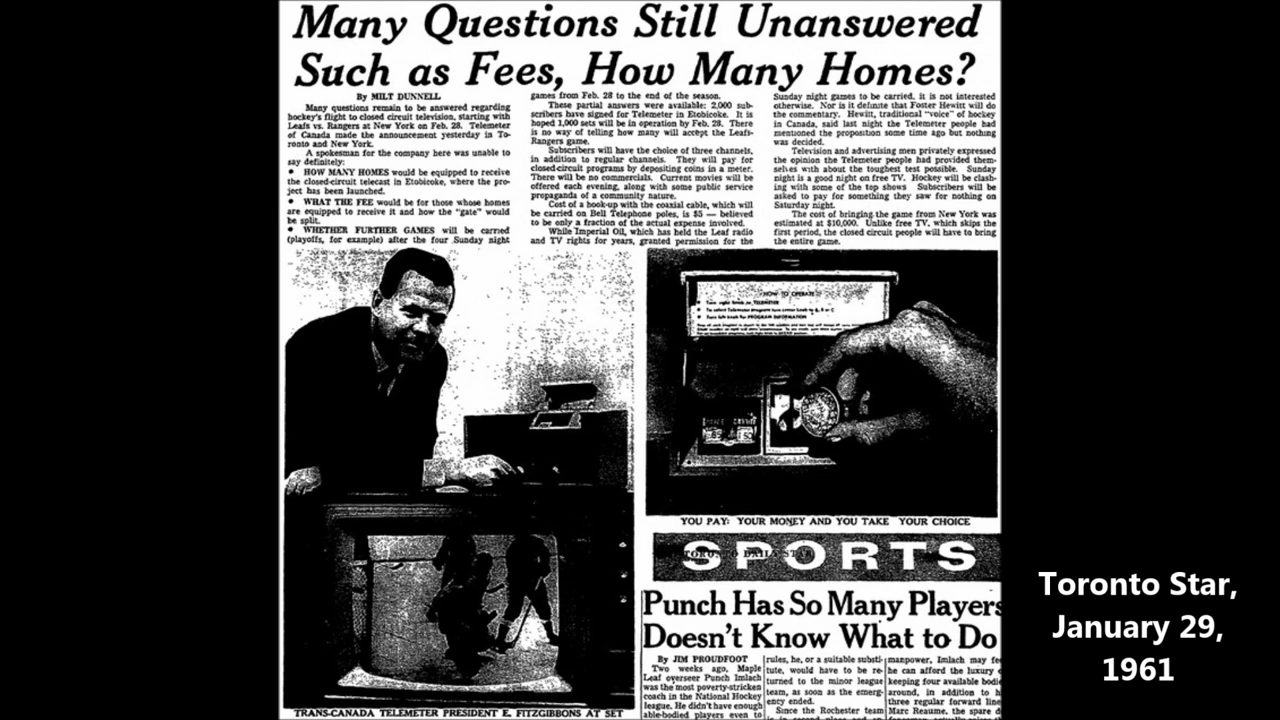 Many Questions Still Unanswered
Such as Fees, How Many Homes?
By MILT DUNNELL
Many questions remain to be answered regarding
hockey's flight to closed circuit television, starting with
Leafs vs. Rangers at New York on Feb. 28. Telemeter
of Canada made the announcement yesterday in To-
ronto and New York.
A spokesman for the company here was unable to
say definitely:
• HOW MANY HOMES would be equipped to receive
the closed-circuit telecast in Etobicoke, where the pro-
ject has been launched.
• WHAT THE FEE would be for those whose homes
are equipped to receive it and how the "gate" would
be split.
• WHETHER FURTHER GAMES will be carried
(playoffs, for example) after the four Sunday night
games from Feb. 28 to the end of the season.
These partial answers were available: 2,000 sub-
scribers have signed for Telemeter in Etobicoke. It is
hoped 1,000 sets will be in operation by Feb. 28. There
is no way of telling how many will accept the Leafs-
Rangers game.
Subscribers will have the choice of three channels,
in addition to regular channels. They will pay for
closed-circuit programs by depositing coins in a meter.
There will be no commercials. Current movies will be
offered each evening, along with some public service
propaganda of a community nature.
Cost of a hook-up with the coaxial cable, which will
be carried on Bell Telephone poles, is $5 — believed
to be only a fraction of the actual expense involved.
While Imperial Oil, which has held the Leaf radio
and TV rights for years, granted permission for the
Sunday night games to be carried, it is not interested
otherwise. Nor is it definite that Foster Hewitt will do
the commentary. Hewitt, traditional "voice" of hockey
in Canada, said last night the Telemeter people had
mentioned the proposition some time ago but nothing
was decided.
Television and advertising men privately expressed
the opinion the Telemeter people had provided them-
selves with about the toughest test possible. Sunday
night is a good night on free TV. Hockey will be clash-
ing with some of the top shows Subscribers will be
asked to pay for something they saw for nothing on
Saturday night.
The cost of bringing the game from New York was
estimated at $10,000. Unlike free TV, which skips the
first period, the closed circuit people will have to bring
the entire game.
HOW TO OPERATE
Turn right knob to TELEMETER
To select Telemeter program turn center knob to A, B or C
Turn left knob for PROGRAM INFORMATION
YOU PAY: YOUR MONEY AND YOU TAKE YOUR CHOICE
TORONTO DAILY STAR
SPORTS
TRANS-CANADA TELEMETER PRESIDENT E. FITZGIBBONS AT SET
Punch Has So Many Players
Doesn't Know What to Do
By JIM PROUDFOOT
Two weeks ago, Maple
Leaf overseer Punch Imlach
was the most poverty-stricken
coach in the National Hockey
league. He didn't have enough
able-bodied players even to
rules, he, or a suitable substi-
tute, would have to be re-
turned to the minor league
team, as soon as the emerg-
ency ended.
Since the Rochester team
manpower, Imlach may fe
he can afford the luxury
keeping four available bodi
around, in addition to h
three regular forward line
Marc Reaume, the spare d
Toronto Star,
January 29,
1961